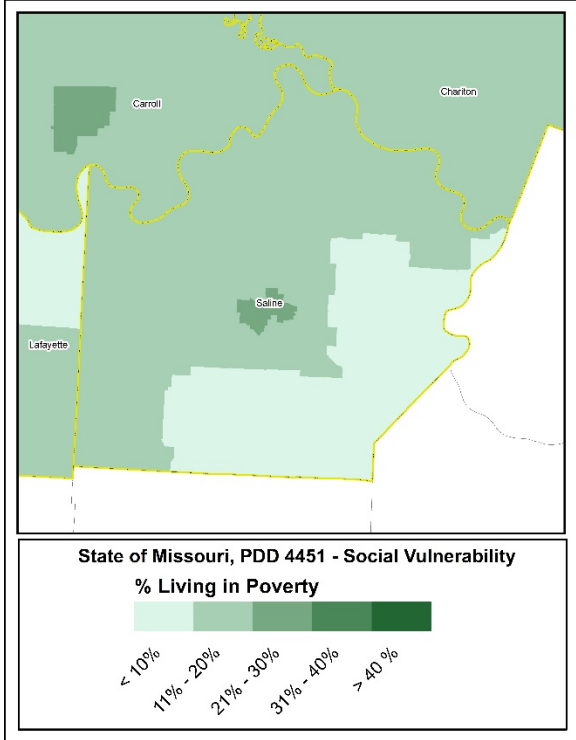 Carroll
Chariton
Saline
Lafayette
State of Missouri, PDD 4451 - Social Vulnerability
% Living in Poverty
< 10%
11% - 20%
21% - 30%
31% - 40%
> 40 %